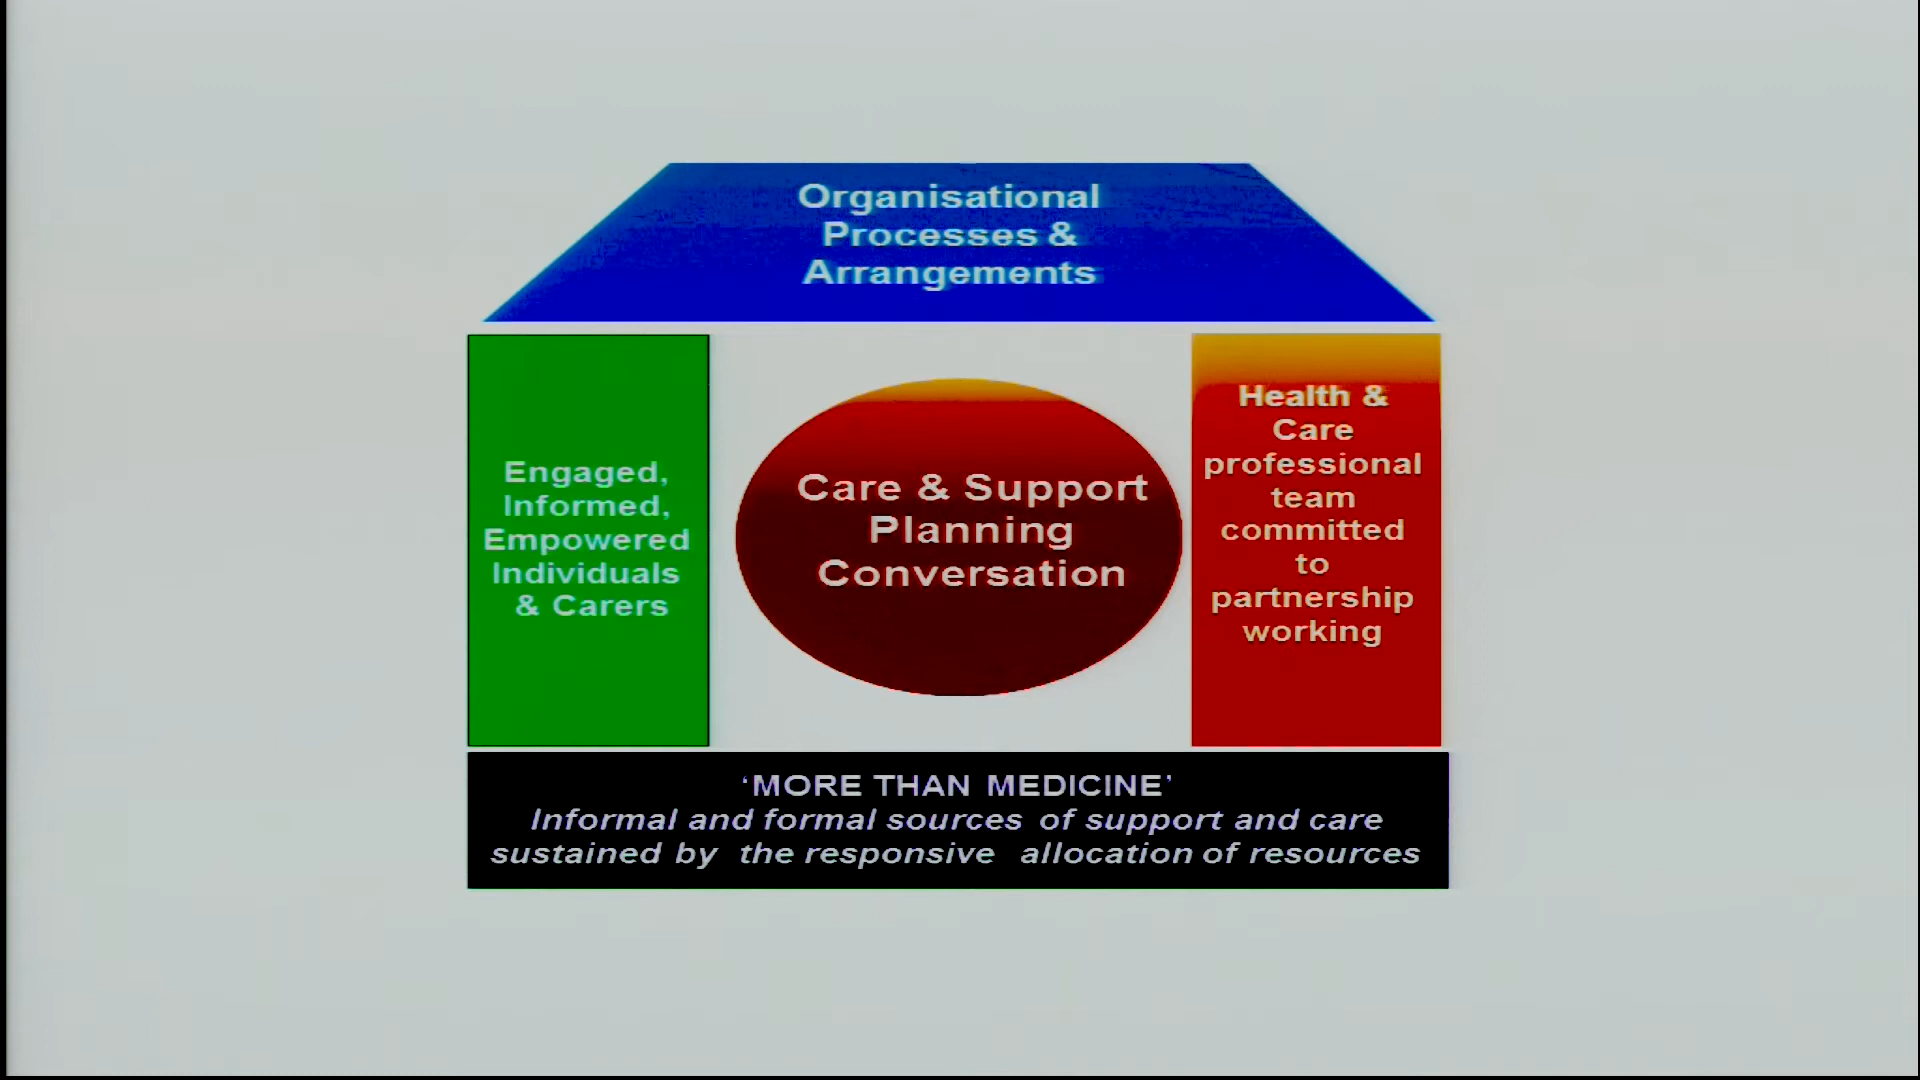 Organisational
Processes &
Arrangements
Engaged,
Informed,
Empowered
Individuals
& Carers
Care & Support
Planning
Conversation
Health &
Care
professional
team
committed
to
partnership
working
‘MORE THAN MEDICINE’
Informal and formal sources of support and care
sustained by the responsive allocation of resources